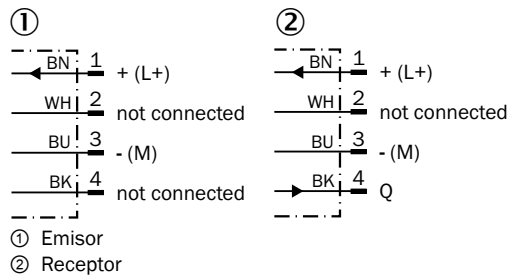 ①
BN 1 + (L+)
WH 2 not connected
BU 3 - (M)
BK 4 not connected
②
BN 1 + (L+)
WH 2 not connected
BU 3 - (M)
BK 4 Q
① Emisor
② Receptor